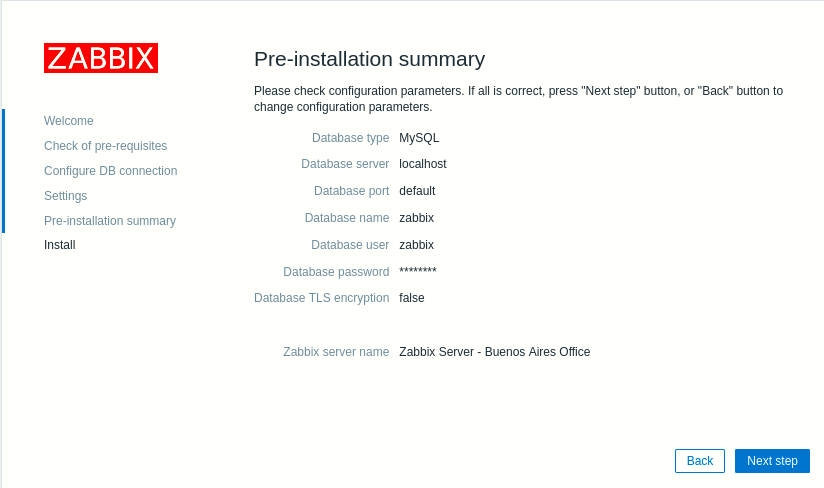 ZABBIX
Welcome
Check of pre-requisites
Configure DB connection
Settings
Pre-installation summary
Install
Pre-installation summary
Please check configuration parameters. If all is correct, press "Next step" button, or "Back" button to
change configuration parameters.
Database type MySQL
Database server localhost
Database port default
Database name zabbix
Database user zabbix
Database password ********
Database TLS encryption false
Zabbix server name Zabbix Server - Buenos Aires Office
Back Next step